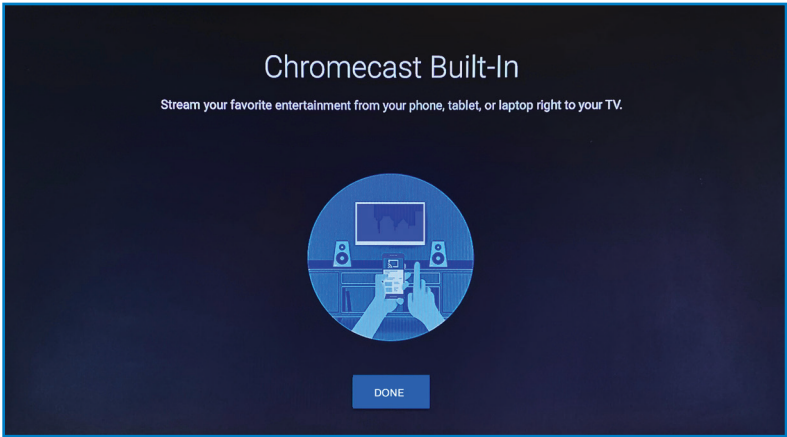 Chromecast Built-In
Stream your favorite entertainment from your phone, tablet, or laptop right to your TV.
DONE